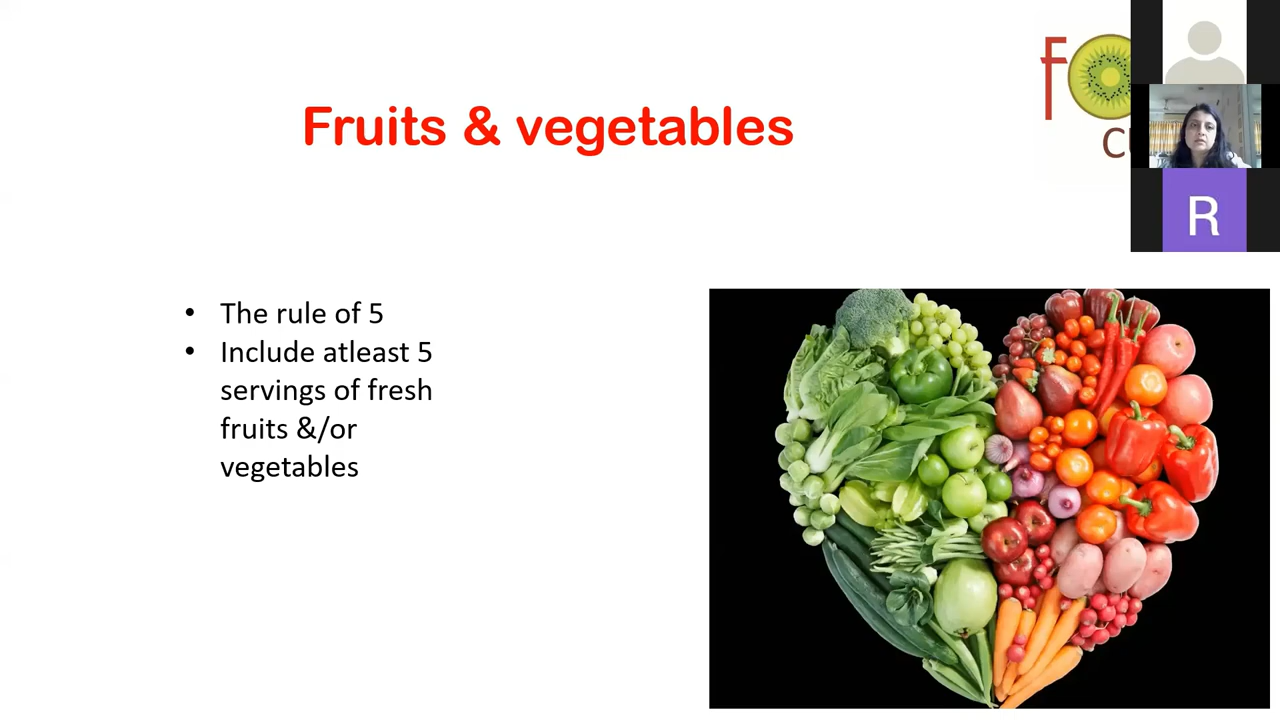 Fruits & vegetables
R
• The rule of 5
• Include atleast 5
servings of fresh
fruits &/or
vegetables